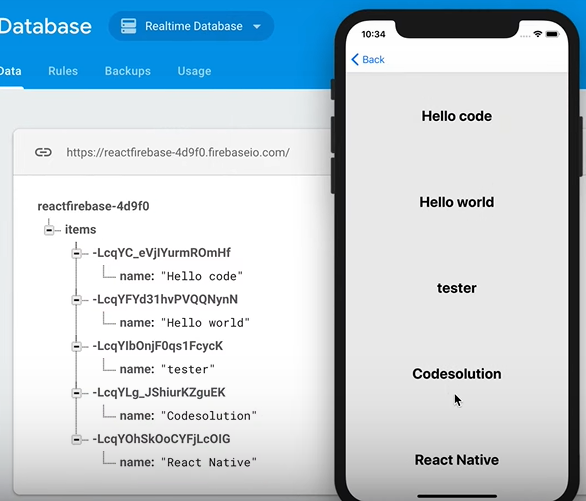 Database
Realtime Database
Data
Rules
Backups
Usage
https://reactfirebase-4d9f0.firebaseio.com/
reactfirebase-4d9f0
items
-LcqYC_eVjlYurmROmHf
name: "Hello code"
-LcqYFYd31hvPVQQNynN
name: "Hello world"
-LcqYIbOnjF0qs1FcycK
name: "tester"
-LcqYLg_JShiurKZguEK
name: "Codesolution"
-LcqYOhSkOoCYFjLcOIG
name: "React Native"
10:34
Back
Hello code
Hello world
tester
Codesolution
React Native